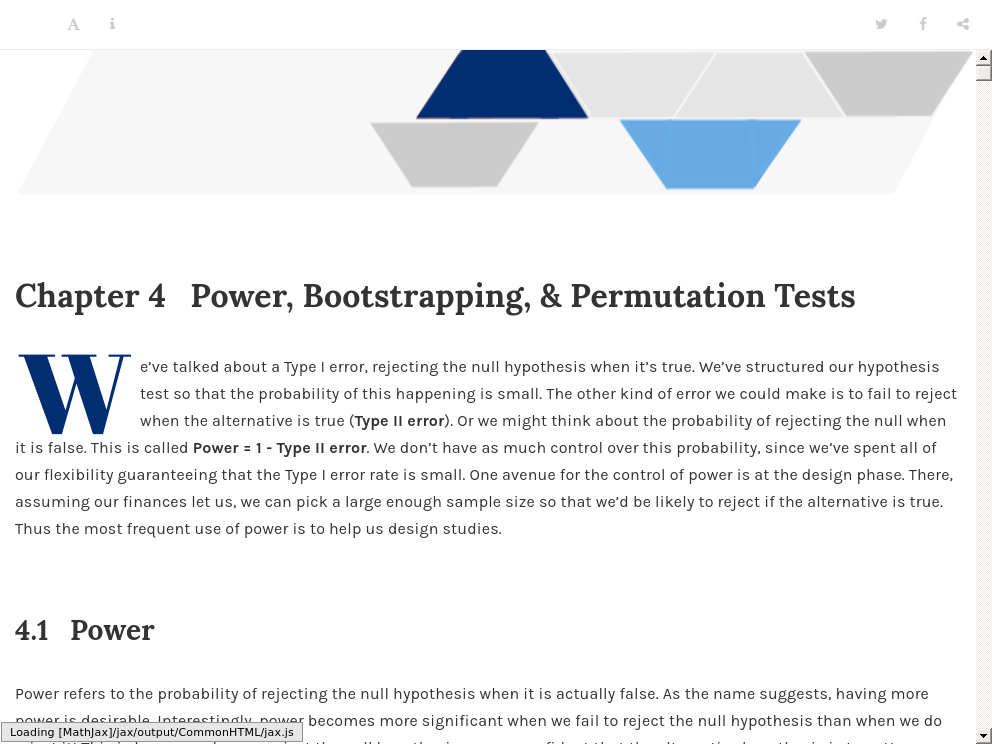 A i
Chapter 4 Power, Bootstrapping, & Permutation Tests
We’ve talked about a Type I error, rejecting the null hypothesis when it’s true. We’ve structured our hypothesis
test so that the probability of this happening is small. The other kind of error we could make is to fail to reject
when the alternative is true (Type II error). Or we might think about the probability of rejecting the null when
it is false. This is called Power = 1 - Type II error. We don’t have as much control over this probability, since we’ve spent all of
our flexibility guaranteeing that the Type I error rate is small. One avenue for the control of power is at the design phase. There,
assuming our finances let us, we can pick a large enough sample size so that we’d be likely to reject if the alternative is true.
Thus the most frequent use of power is to help us design studies.
4.1 Power
Power refers to the probability of rejecting the null hypothesis when it is actually false. As the name suggests, having more
power is desirable. Interestingly, power becomes more significant when we fail to reject the null hypothesis than when we do
Loading [MathJax]/jax/output/CommonHTML/jax.js